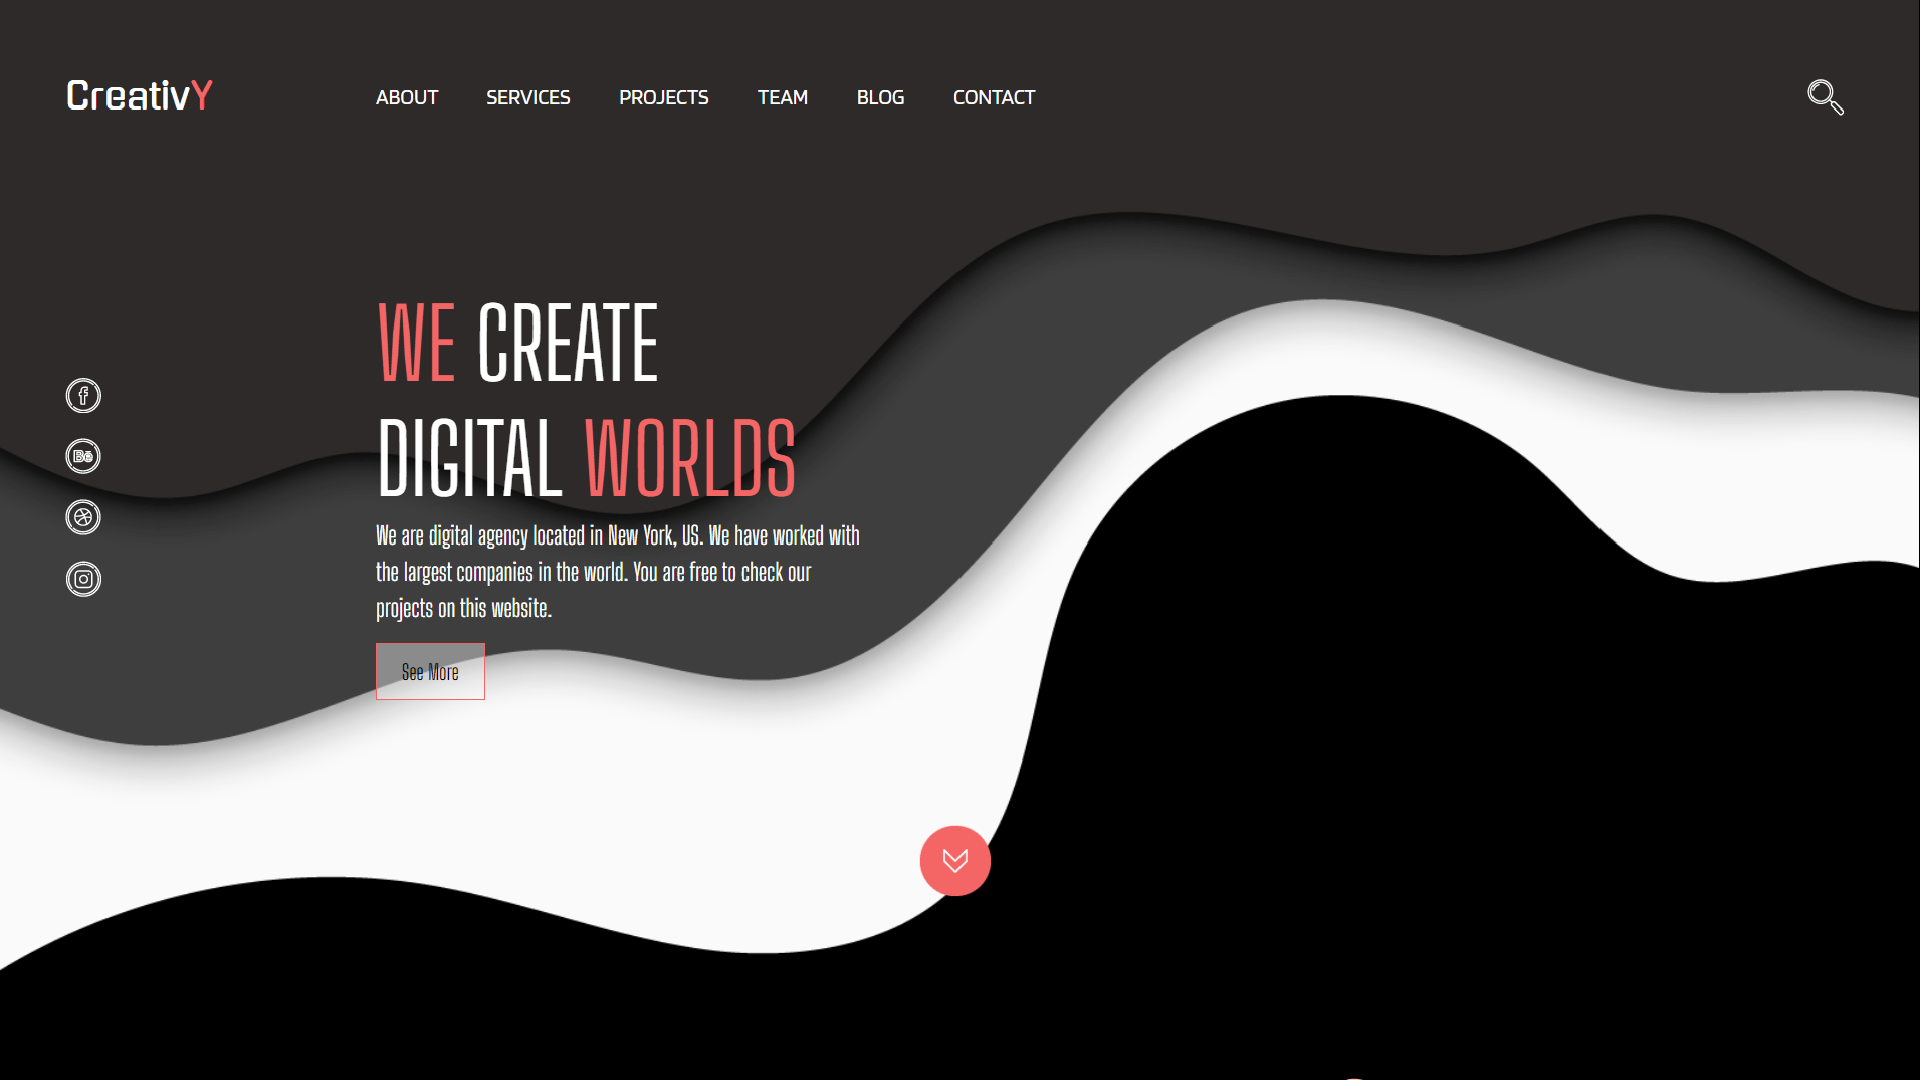 CreativY
ABOUT SERVICES PROJECTS TEAM BLOG CONTACT
WE CREATE
DIGITAL WORLDS
We are digital agency located in New York, US. We have worked with
the largest companies in the world. You are free to check our
projects on this website.
See More
f
Bē